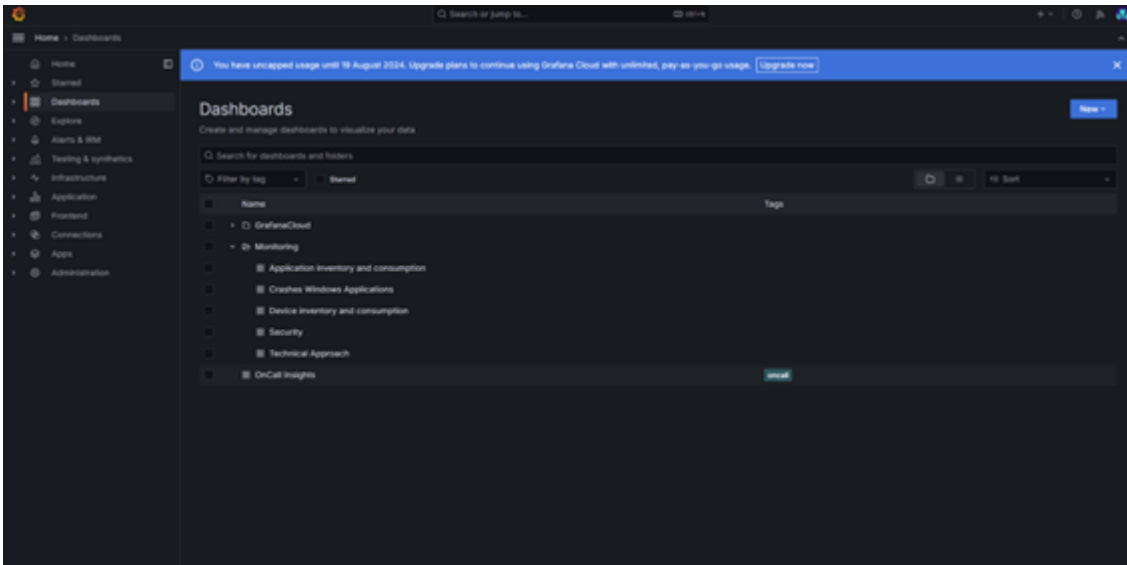 Search or jump to... ctrl+k
Home › Dashboards
Home
Starred
Dashboards
Explore
Alerts & IRM
Testing & synthetics
Infrastructure
Application
Frontend
Connections
Apps
Administration
You have uncapped usage until 19 August 2024. Upgrade plans to continue using Grafana Cloud with unlimited, pay-as-you-go usage. Upgrade now
Dashboards
New
Create and manage dashboards to visualize your data
Search for dashboards and folders
Filter by tag Starred Sort
Name Tags
GrafanaCloud
Monitoring
Application inventory and consumption
Crashes Windows Applications
Device inventory and consumption
Security
Technical Approach
OnCall Insights oncall